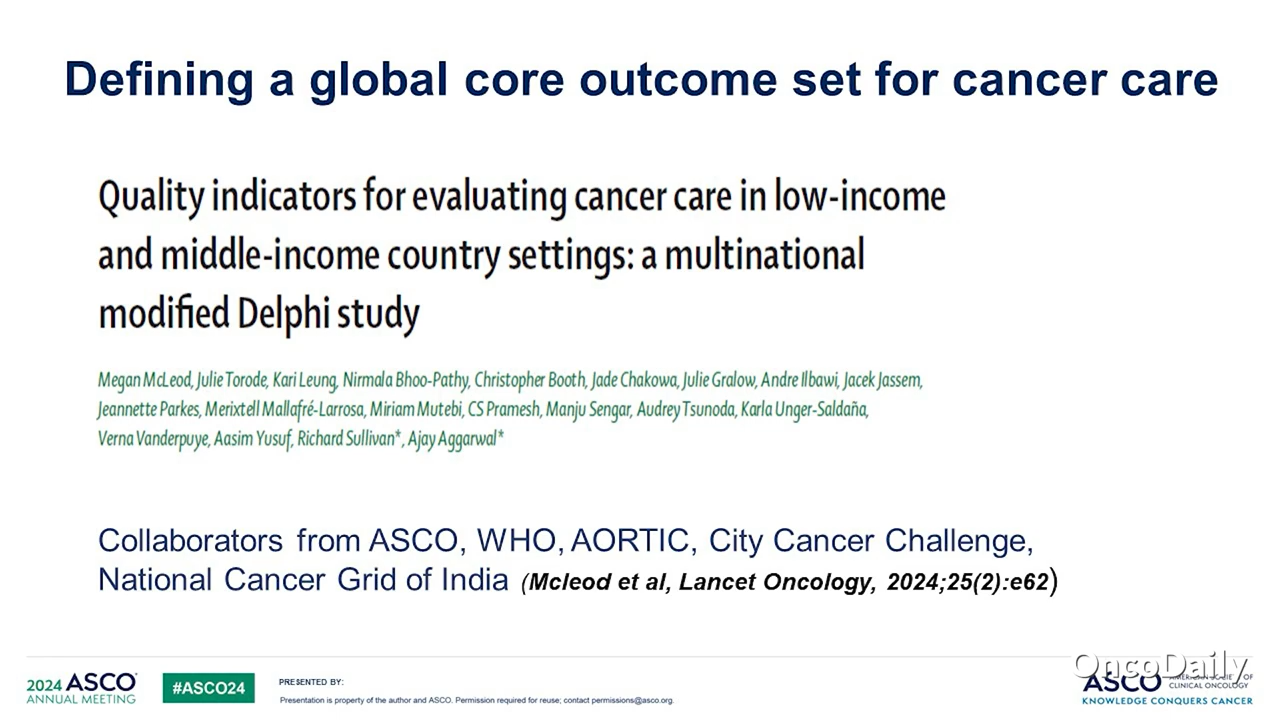 Defining a global core outcome set for cancer care
Quality indicators for evaluating cancer care in low-income
and middle-income country settings: a multinational
modified Delphi study
Megan McLeod, Julie Torode, Kari Leung, Nirmala Bhoo-Pathy, Christopher Booth, Jade Chakowa, Julie Gralow, Andre Ilbawi, Jacek Jassem,
Jeannette Parkes, Merixtell Mallafré-Larrosa, Miriam Mutebi, CS Pramesh, Manju Sengar, Audrey Tsunoda, Karla Unger-Saldaña,
Verna Vanderpuye, Aasim Yusuf, Richard Sullivan*, Ajay Aggarwal*
Collaborators from ASCO, WHO, AORTIC, City Cancer Challenge,
National Cancer Grid of India (Mcleod et al, Lancet Oncology, 2024;25(2):e62)
2024 ASCO
ANNUAL MEETING
#ASCO24
PRESENTED BY:
Presentation is property of the author and ASCO. Permission required for reuse; contact permissions@asco.org.
OncoDaily
ASCO
CLINICAL ONCOLOGY
KNOWLEDGE CONQUERS CANCER